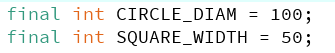 final int CIRCLE_DIAM = 100;
final int SQUARE_WIDTH = 50;